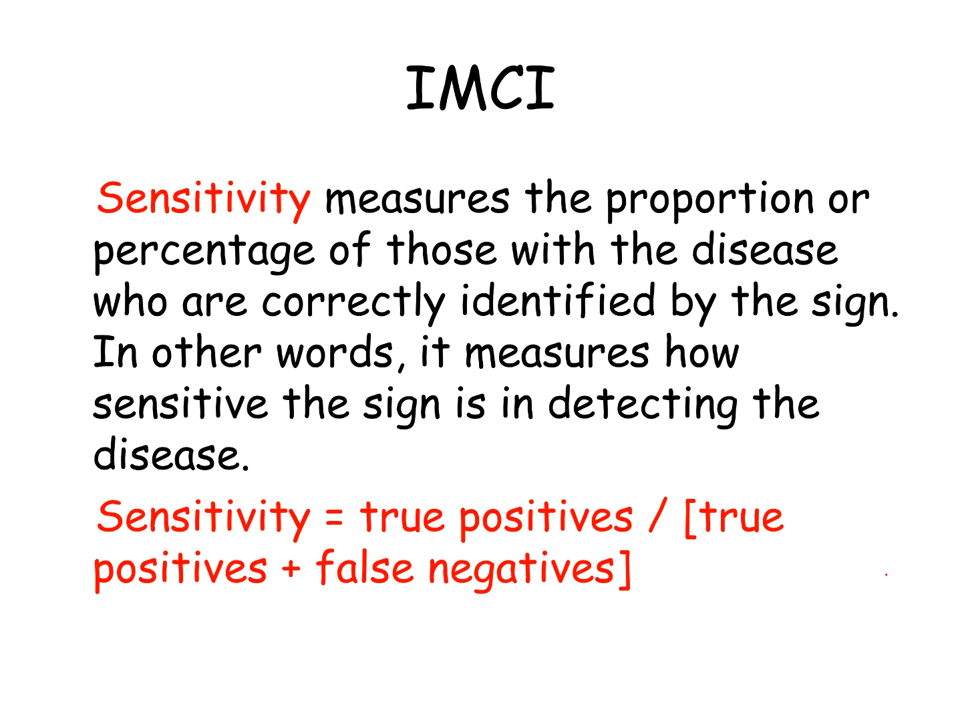 IMCI
Sensitivity measures the proportion or
percentage of those with the disease
who are correctly identified by the sign.
In other words, it measures how
sensitive the sign is in detecting the
disease.
Sensitivity = true positives / [true
positives + false negatives]